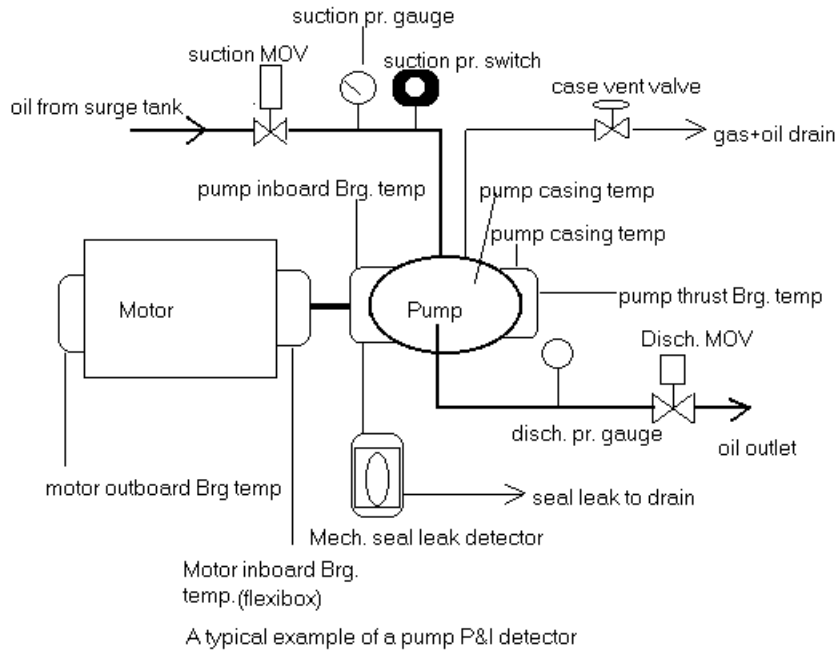 suction pr. gauge
suction MOV
suction pr. switch
case vent valve
oil from surge tank
gas+oil drain
pump inboard Brg. temp
pump casing temp
pump casing temp
pump thrust Brg. temp
Motor
Pump
Disch. MOV
disch. pr. gauge
oil outlet
motor outboard Brg temp
seal leak to drain
Mech. seal leak detector
Motor inboard Brg.
temp.(flexibox)
A typical example of a pump P&I detector